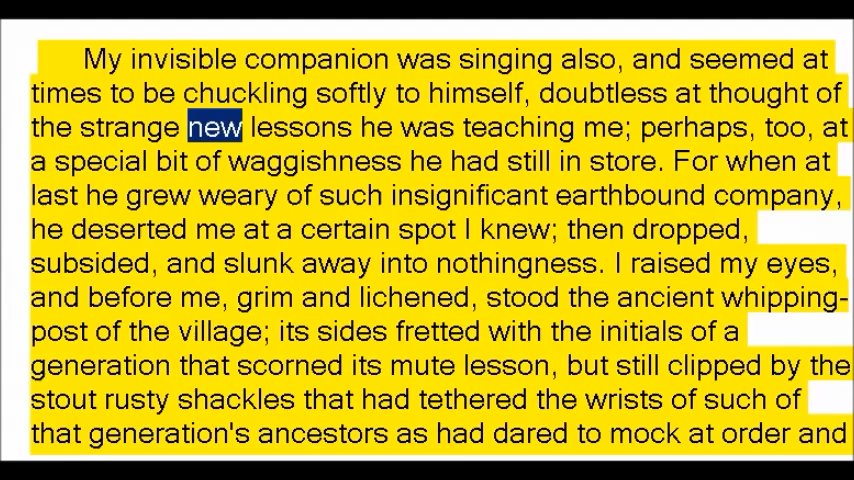 My invisible companion was singing also, and seemed at
times to be chuckling softly to himself, doubtless at thought of
the strange new lessons he was teaching me; perhaps, too, at
a special bit of waggishness he had still in store. For when at
last he grew weary of such insignificant earthbound company,
he deserted me at a certain spot I knew; then dropped,
subsided, and slunk away into nothingness. I raised my eyes,
and before me, grim and lichened, stood the ancient whipping-
post of the village; its sides fretted with the initials of a
generation that scorned its mute lesson, but still clipped by the
stout rusty shackles that had tethered the wrists of such of
that generation's ancestors as had dared to mock at order and